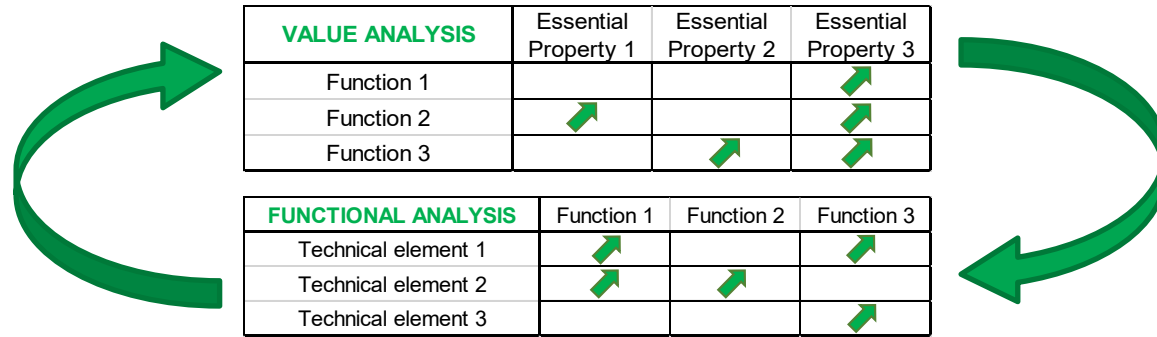 VALUE ANALYSIS
Essential Property 1
Essential Property 2
Essential Property 3
Function 1
Function 2
Function 3
FUNCTIONAL ANALYSIS
Function 1
Function 2
Function 3
Technical element 1
Technical element 2
Technical element 3